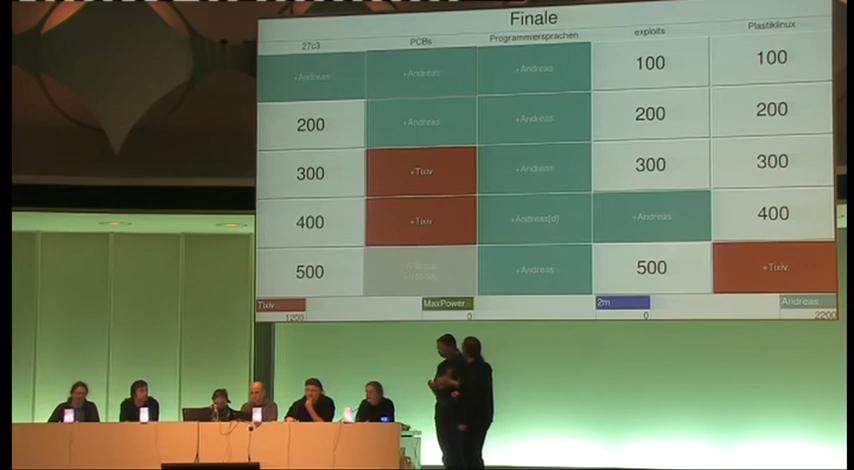 Finale
27c3 PCBs Programmiersprachen exploits Plastiklinux
+Andreas +Andreas +Andreas 100 100
200 +Andreas +Andreas 200 200
300 +Tixiv +Andreas 300 300
400 +Tixiv +Andreas(d) +Andreas 400
500 +Andreas 500 +Tixiv
Tixiv MaxPower 2m Andreas
1200 0 0 2200